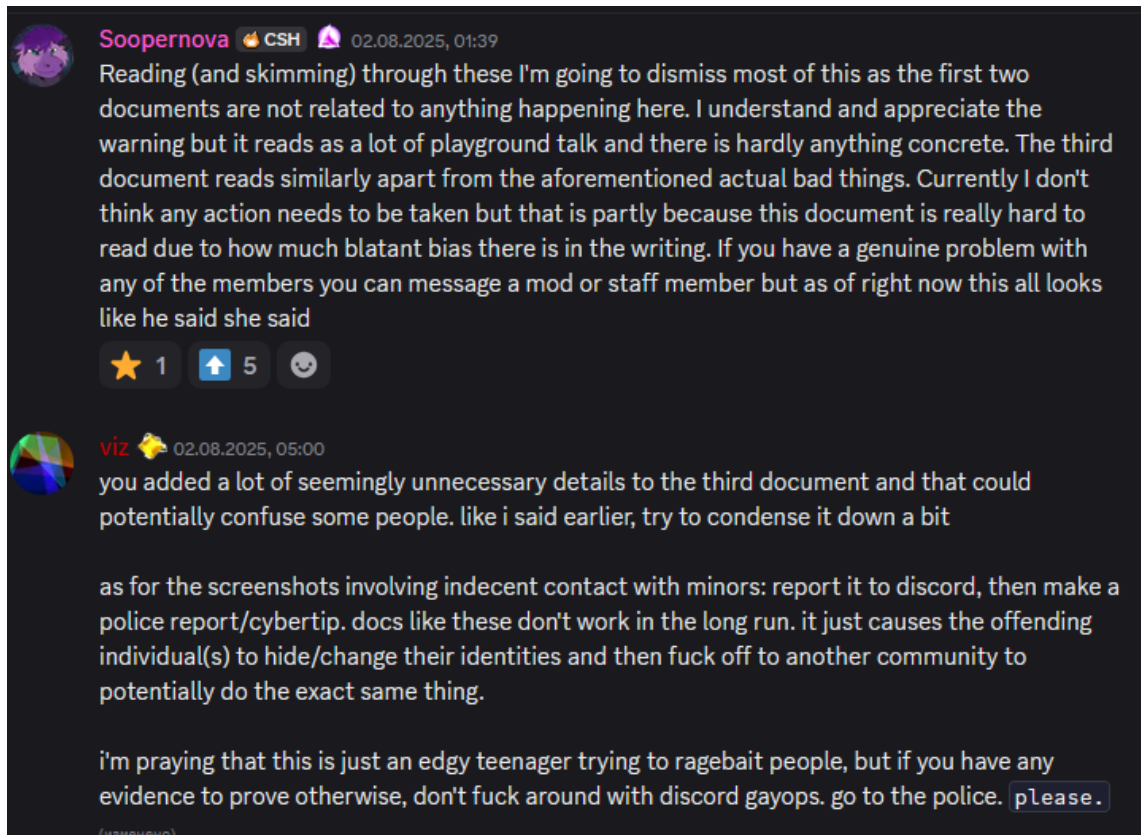 Soopernova CSH 02.08.2025, 01:39
Reading (and skimming) through these I'm going to dismiss most of this as the first two
documents are not related to anything happening here. I understand and appreciate the
warning but it reads as a lot of playground talk and there is hardly anything concrete. The third
document reads similarly apart from the aforementioned actual bad things. Currently I don't
think any action needs to be taken but that is partly because this document is really hard to
read due to how much blatant bias there is in the writing. If you have a genuine problem with
any of the members you can message a mod or staff member but as of right now this all looks
like he said she said
1 5
viz 02.08.2025, 05:00
you added a lot of seemingly unnecessary details to the third document and that could
potentially confuse some people. like i said earlier, try to condense it down a bit
as for the screenshots involving indecent contact with minors: report it to discord, then make a
police report/cybertip. docs like these don't work in the long run. it just causes the offending
individual(s) to hide/change their identities and then fuck off to another community to
potentially do the exact same thing.
i'm praying that this is just an edgy teenager trying to ragebait people, but if you have any
evidence to prove otherwise, don't fuck around with discord gayops. go to the police. please.